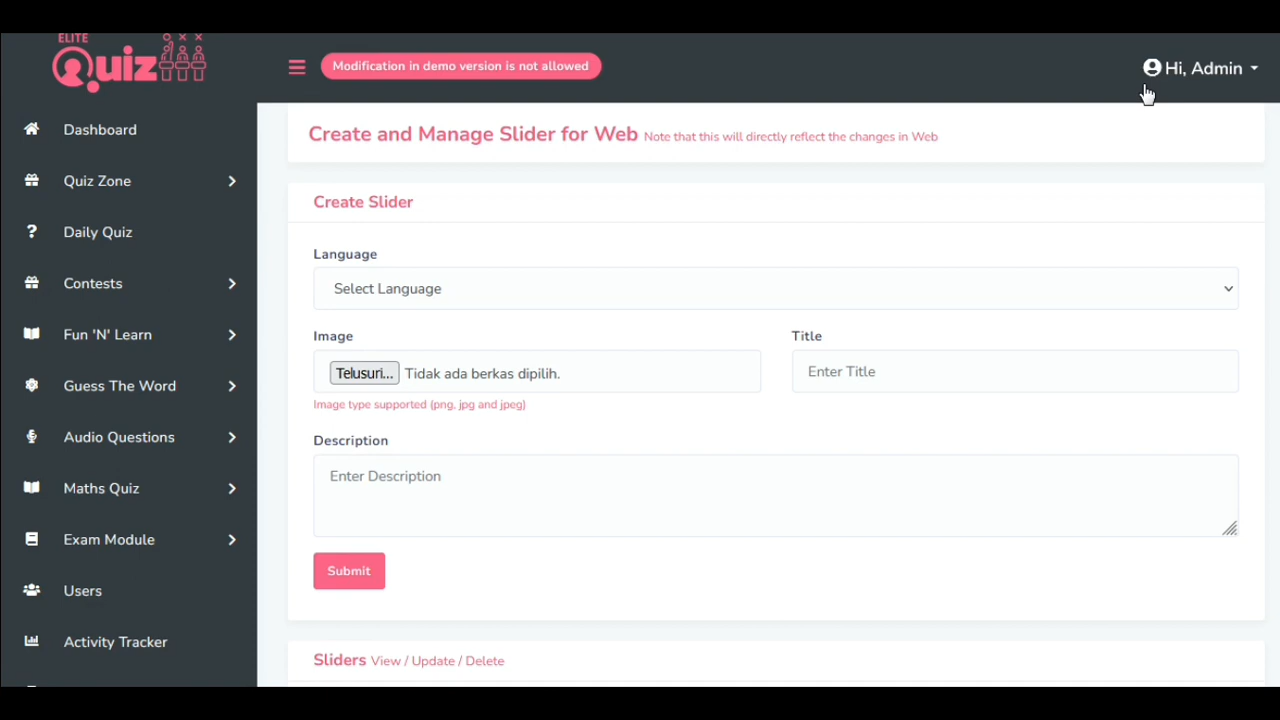 ELITE
Quiz
Modification in demo version is not allowed
Hi, Admin
Dashboard
Quiz Zone
Daily Quiz
Contests
Fun 'N' Learn
Guess The Word
Audio Questions
Maths Quiz
Exam Module
Users
Activity Tracker
Create and Manage Slider for Web Note that this will directly reflect the changes in Web
Create Slider
Language
Select Language
Image
Telusuri... Tidak ada berkas dipilih.
Image type supported (png, jpg and jpeg)
Title
Enter Title
Description
Enter Description
Submit
Sliders View / Update / Delete